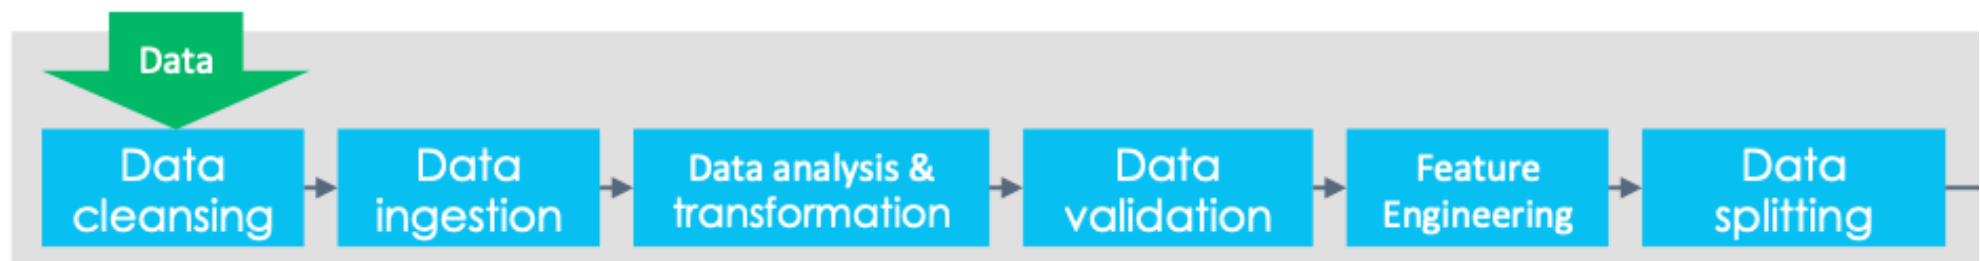 Data
Data
cleansing
Data
ingestion
Data analysis &
transformation
Data
validation
Feature
Engineering
Data
splitting